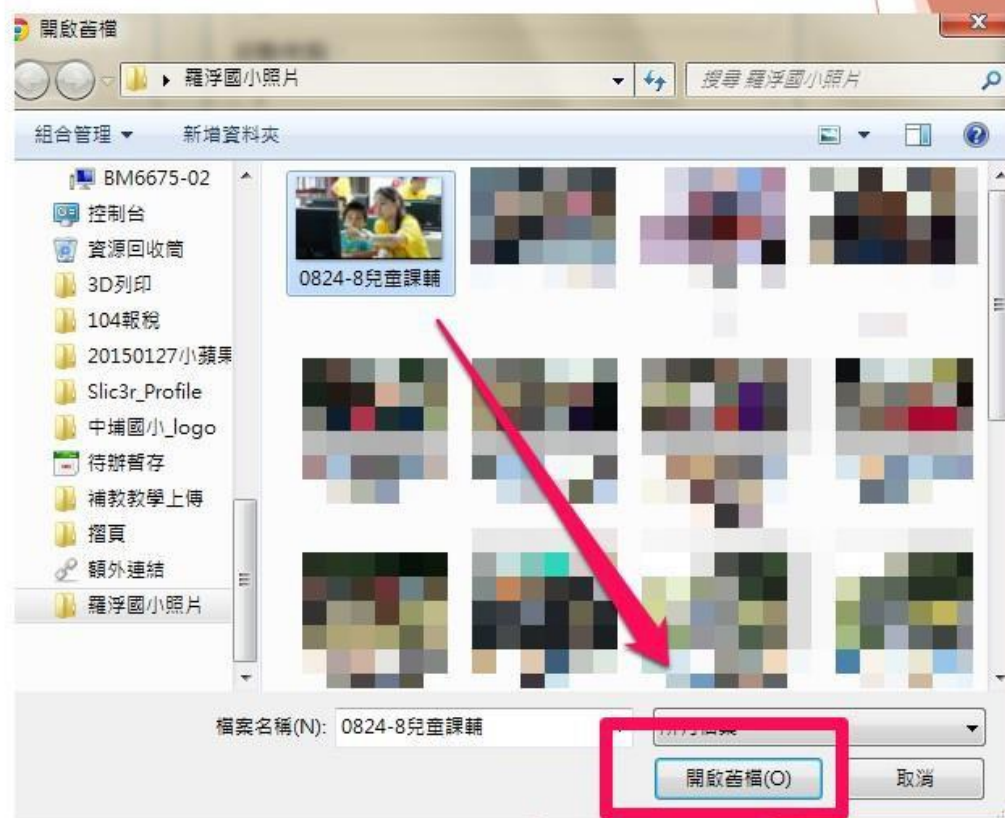 開啟舊檔
羅浮國小照片
搜尋 羅浮國小照片
組合管理
新增資料夾
BM6675-02
控制台
資源回收筒
3D列印
104報稅
20150127小蘋果
Slic3r_Profile
中埔國小_logo
待辦暫存
補教教學上傳
摺頁
額外連結
羅浮國小照片
0824-8兒童課輔
檔案名稱(N):
0824-8兒童課輔
開啟舊檔(O)
取消